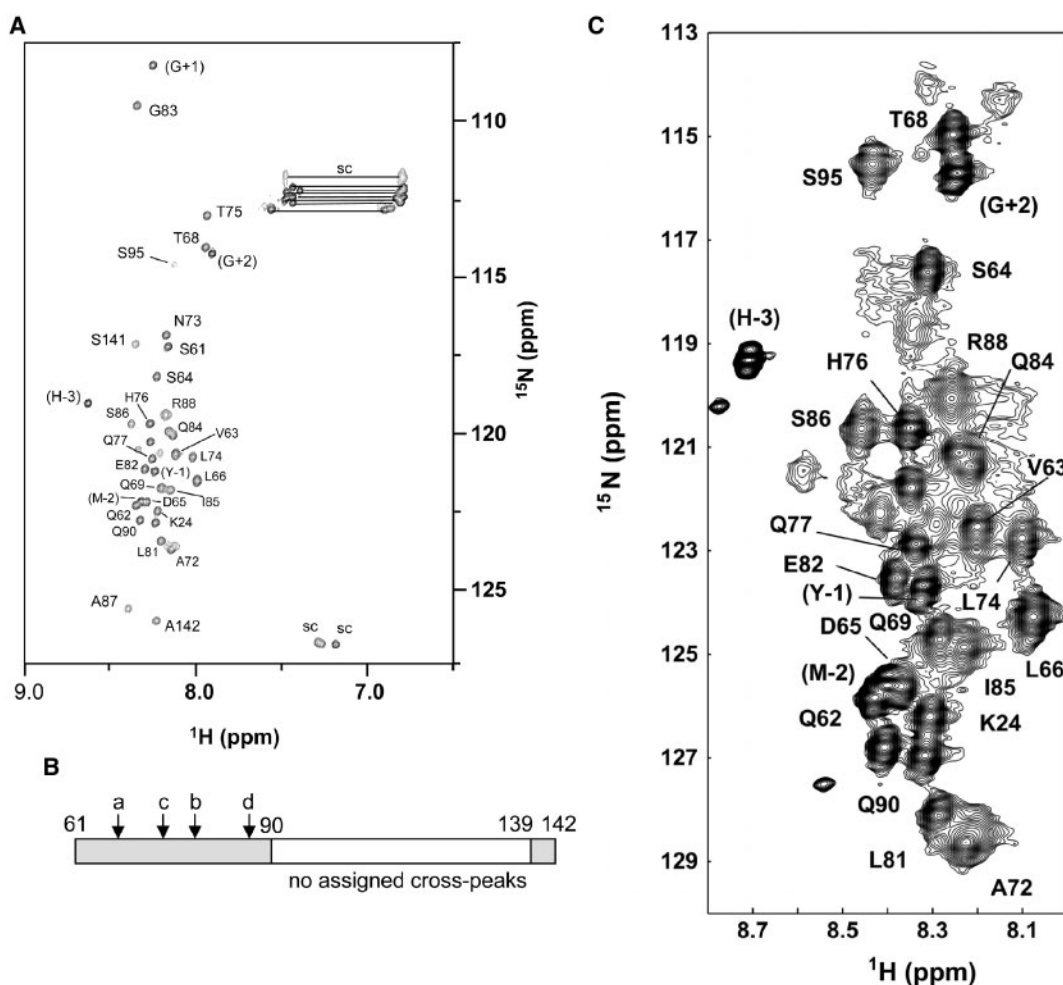 A
(G+1)
G83
110
sc
T75
T68
S95
(G+2)
115
N73
S141
S61
S64
(H-3)
H76
R88
S86
Q84
120
Q77
V63
L74
E82
(Y-1)
L66
Q69
(M-2)
D65
I85
Q62
K24
Q90
L81
A72
A87
125
A142
sc
sc
15N (ppm)
9.0
8.0
7.0
1H (ppm)
B
61
a
c
b
d
90
139
142
no assigned cross-peaks
C
113
T68
115
S95
(G+2)
117
S64
(H-3)
119
R88
H76
Q84
S86
121
V63
Q77
123
E82
(Y-1)
L74
Q69
D65
125
L66
(M-2)
I85
Q62
K24
127
Q90
L81
129
A72
15N (ppm)
8.7
8.5
8.3
8.1
1H (ppm)